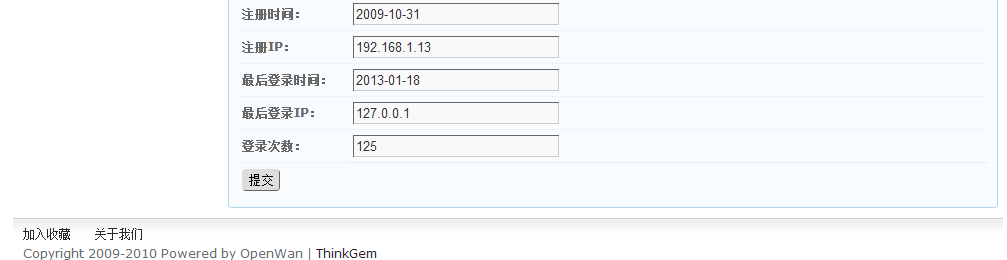 注册时间： 2009-10-31
注册IP： 192.168.1.13
最后登录时间： 2013-01-18
最后登录IP： 127.0.0.1
登录次数： 125
提交
加入收藏 关于我们
Copyright 2009-2010 Powered by OpenWan | ThinkGem